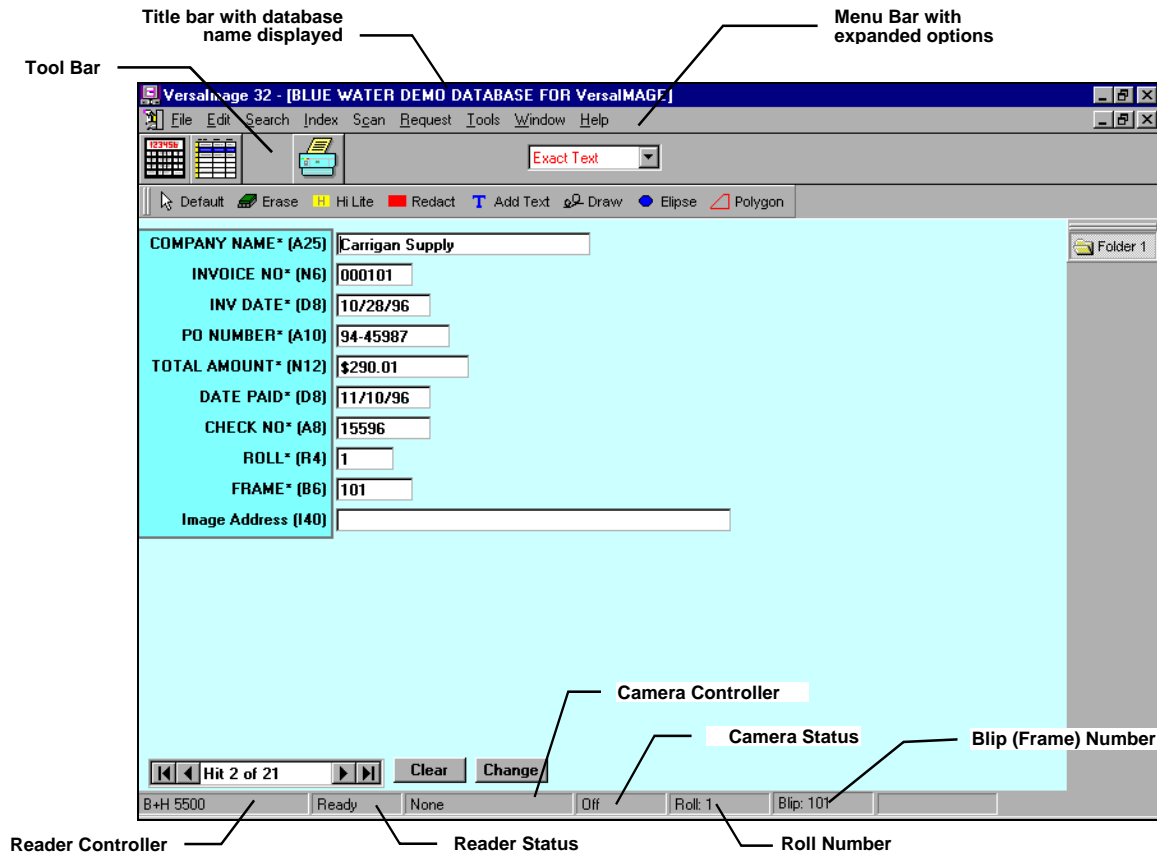 Title bar with database
name displayed
Menu Bar with
expanded options
Tool Bar
VersaImage 32 - [BLUE WATER DEMO DATABASE FOR VersaIMAGE]
File Edit Search Index Scan Request Tools Window Help
123456
Exact Text
Default Erase H Hi Lite Redact T Add Text Draw Elipse Polygon
COMPANY NAME* (A25) Carrigan Supply
Folder 1
INVOICE NO* (N6) 000101
INV DATE* (D8) 10/28/96
PO NUMBER* (A10) 94-45987
TOTAL AMOUNT* (N12) $290.01
DATE PAID* (D8) 11/10/96
CHECK NO* (A8) 15596
ROLL* (R4) 1
FRAME* (B6) 101
Image Address (I40)
Camera Controller
Camera Status
Blip (Frame) Number
Hit 2 of 21 Clear Change
B+H 5500 Ready None Off Roll: 1 Blip: 101
Reader Controller Reader Status Roll Number